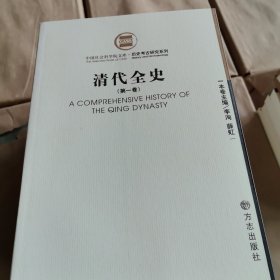 中国社会科学院文库·历史考古研究系列
清代全史
（第一卷）
A COMPREHENSIVE HISTORY OF
THE QING DYNASTY
本卷主编 李洵 薛虹
方志出版社